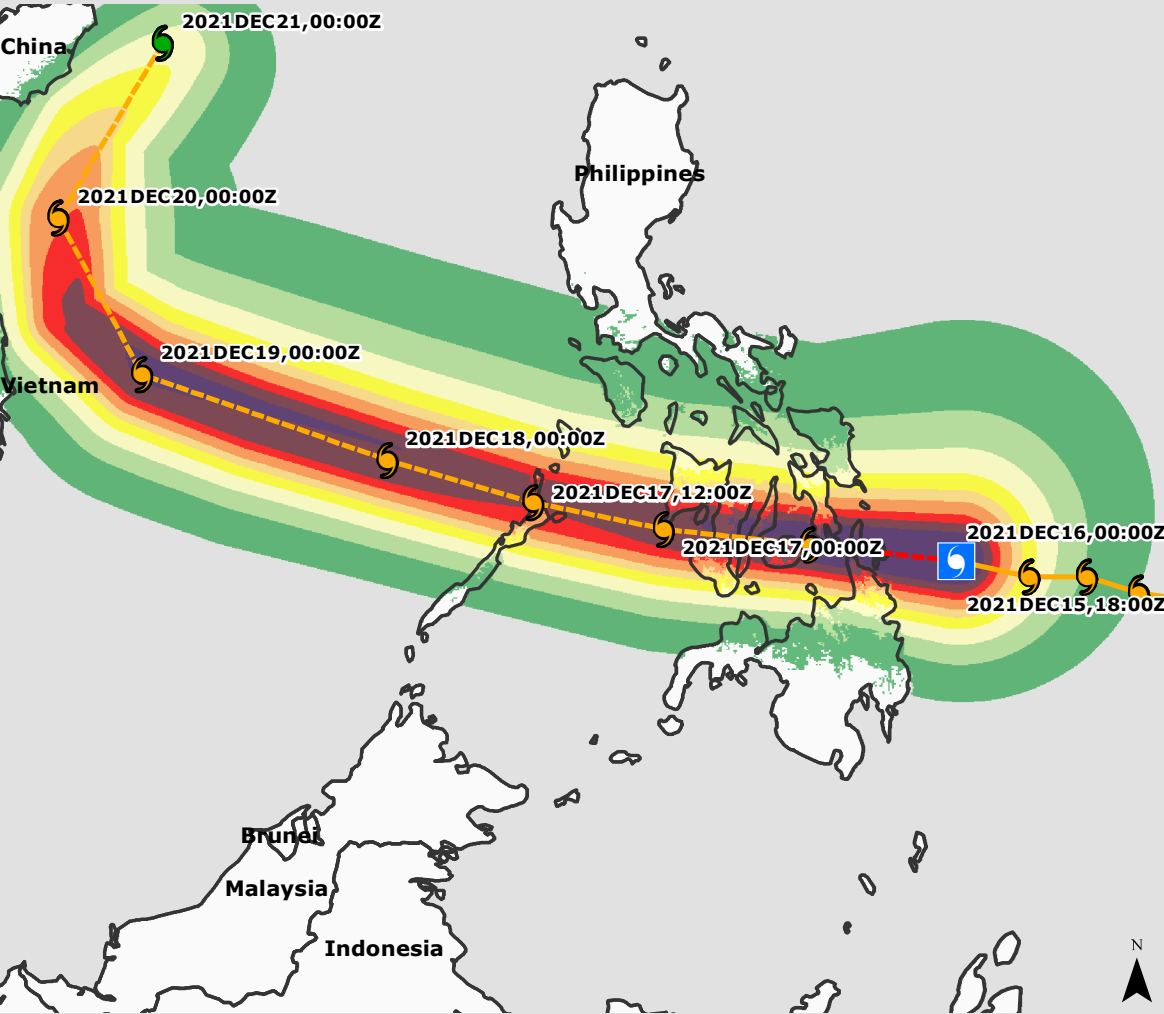 2021DEC21,00:00Z
China
Philippines
2021DEC20,00:00Z
2021DEC19,00:00Z
Vietnam
2021DEC18,00:00Z
2021DEC17,12:00Z
2021DEC16,00:00Z
2021DEC17,00:00Z
2021DEC15,18:00Z
Brunei
Malaysia
Indonesia
N